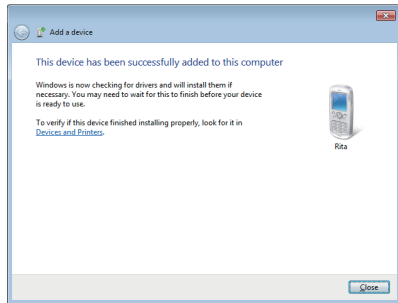 Add a device
This device has been successfully added to this computer
Windows is now checking for drivers and will install them if
necessary. You may need to wait for this to finish before your device
is ready to use.
To verify if this device finished installing properly, look for it in
Devices and Printers.
Rita
Close